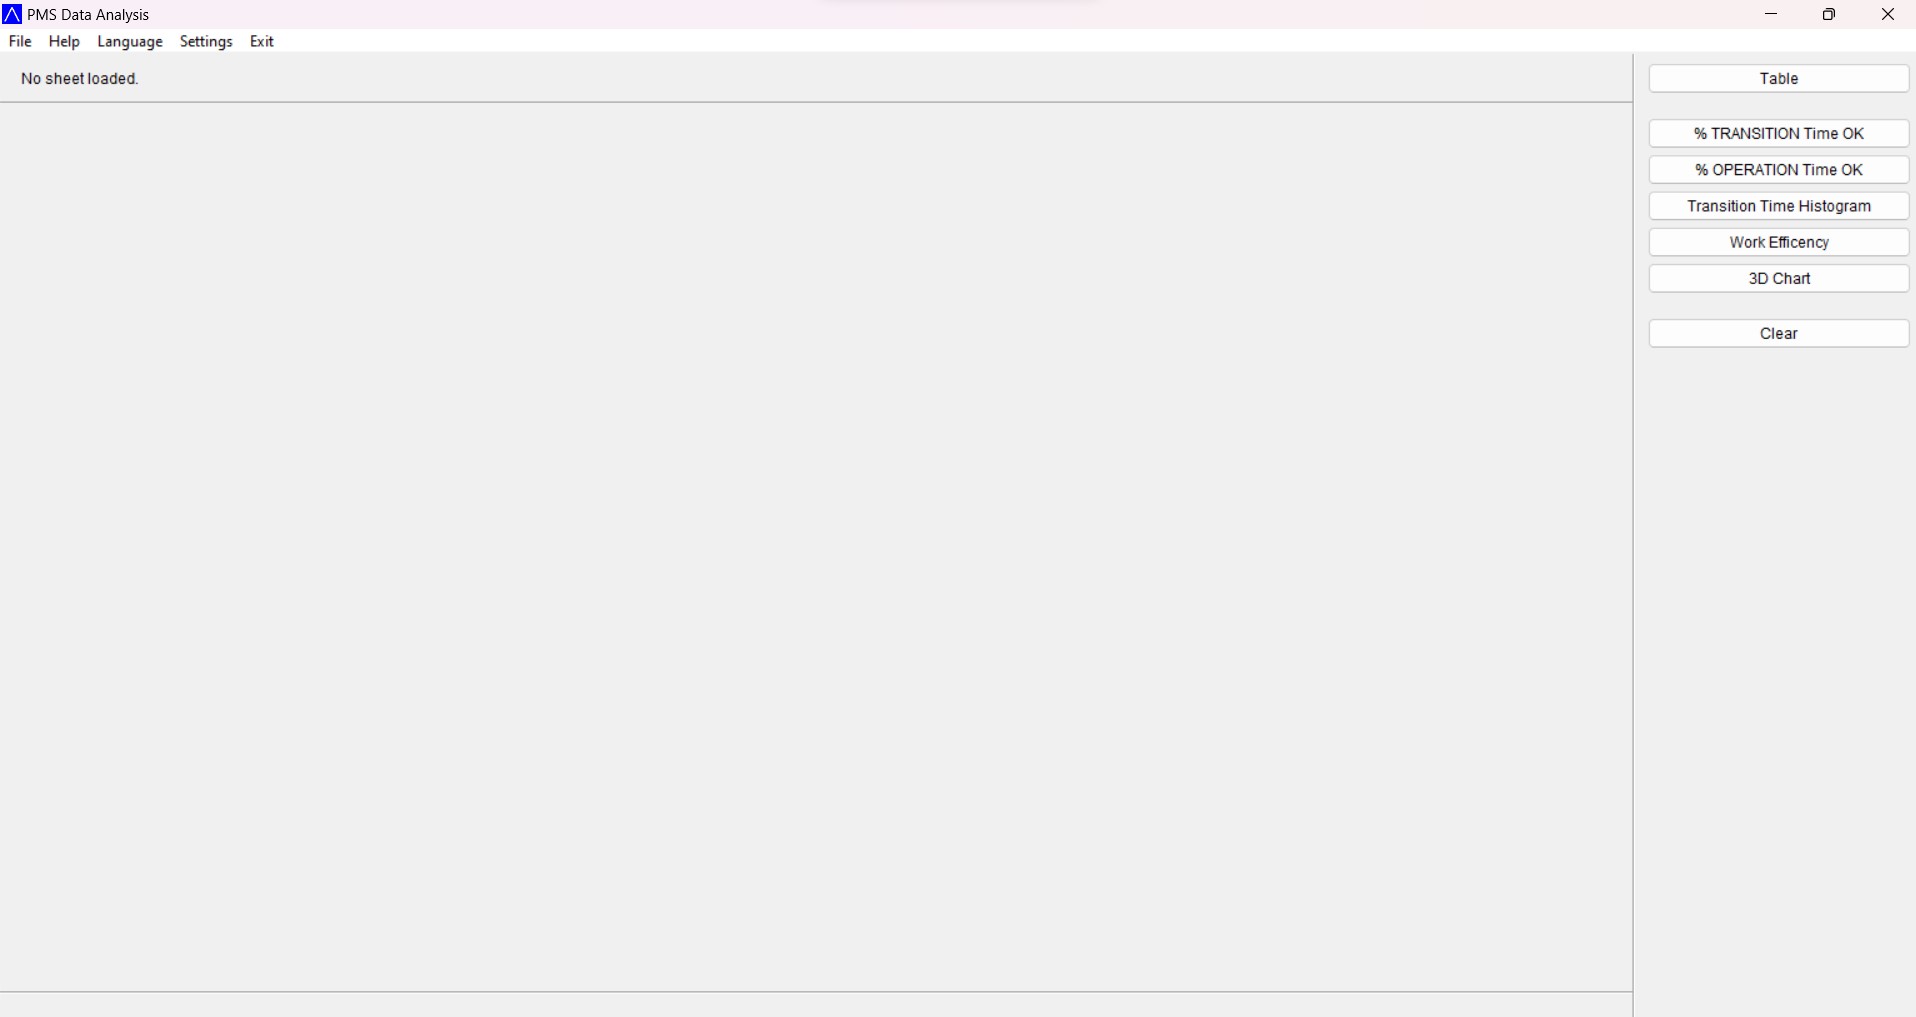 PMS Data Analysis
File Help Language Settings Exit
No sheet loaded.
Table
% TRANSITION Time OK
% OPERATION Time OK
Transition Time Histogram
Work Efficency
3D Chart
Clear